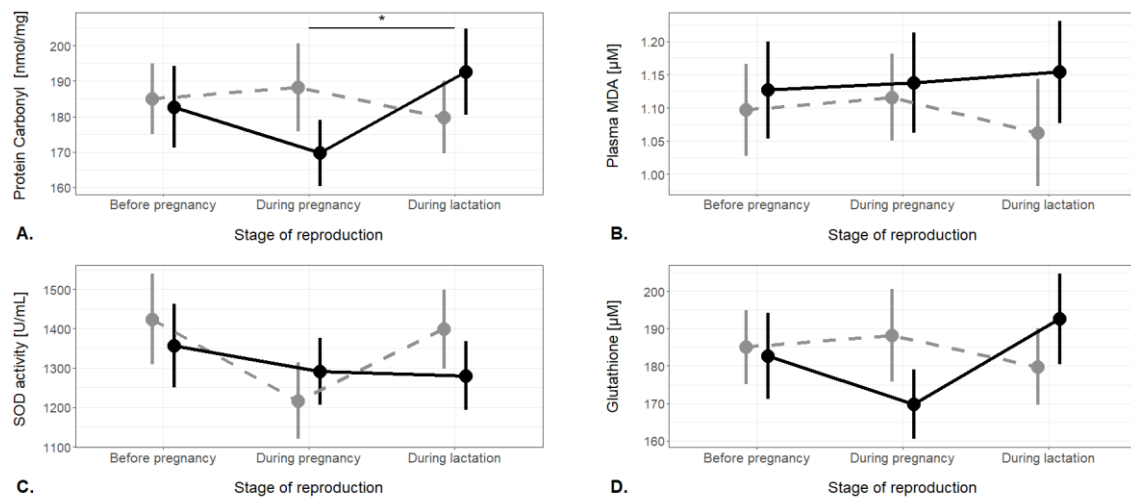 Protein Carbonyl [nmol/mg]
*
200
190
180
170
160
Before pregnancy During pregnancy During lactation
A. Stage of reproduction
Plasma MDA [µM]
1.20
1.15
1.10
1.05
1.00
Before pregnancy During pregnancy During lactation
B. Stage of reproduction
SOD activity [U/mL]
1500
1400
1300
1200
1100
Before pregnancy During pregnancy During lactation
C. Stage of reproduction
Glutathione [µM]
200
190
180
170
160
Before pregnancy During pregnancy During lactation
D. Stage of reproduction